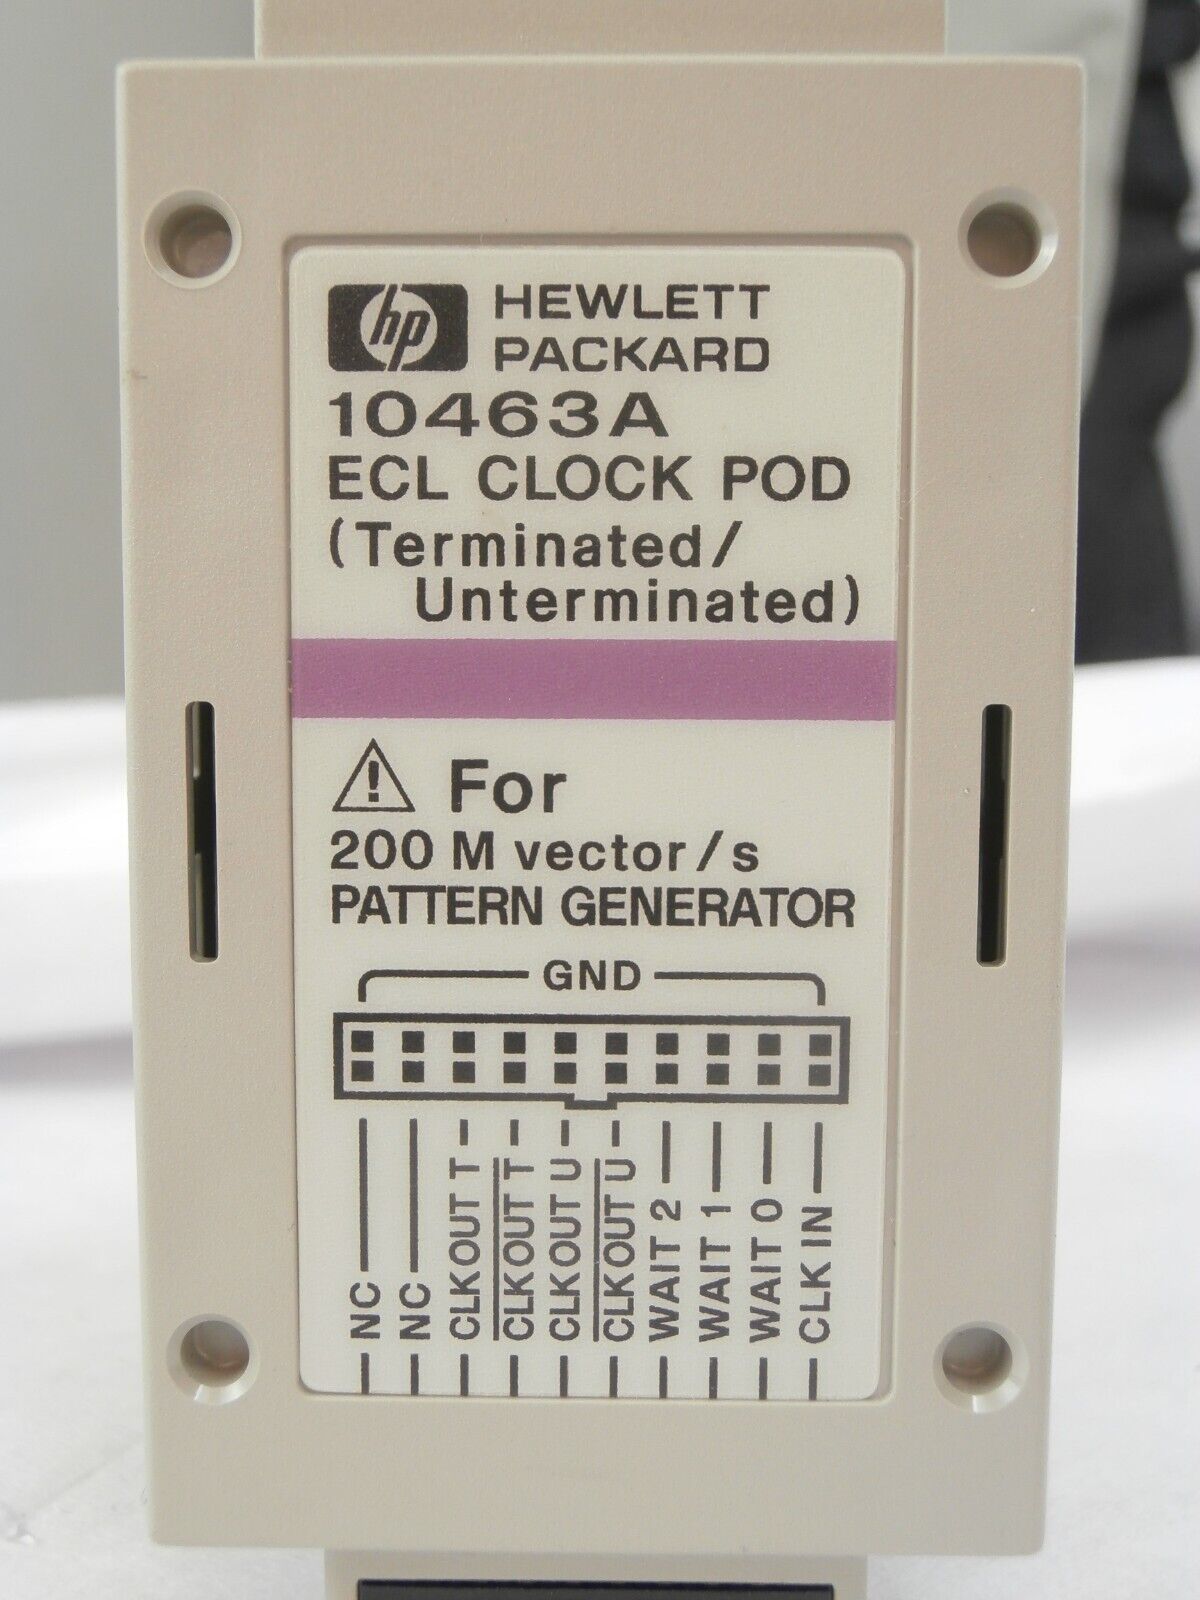 hp HEWLETT
PACKARD
10463A
ECL CLOCK POD
(Terminated/
Unterminated)
! For
200 M vector/s
PATTERN GENERATOR
GND
NC
NC
CLKOUT T
CLKOUT T
CLKOUT U
CLKOUT U
WAIT 2
WAIT 1
WAIT 0
CLK IN